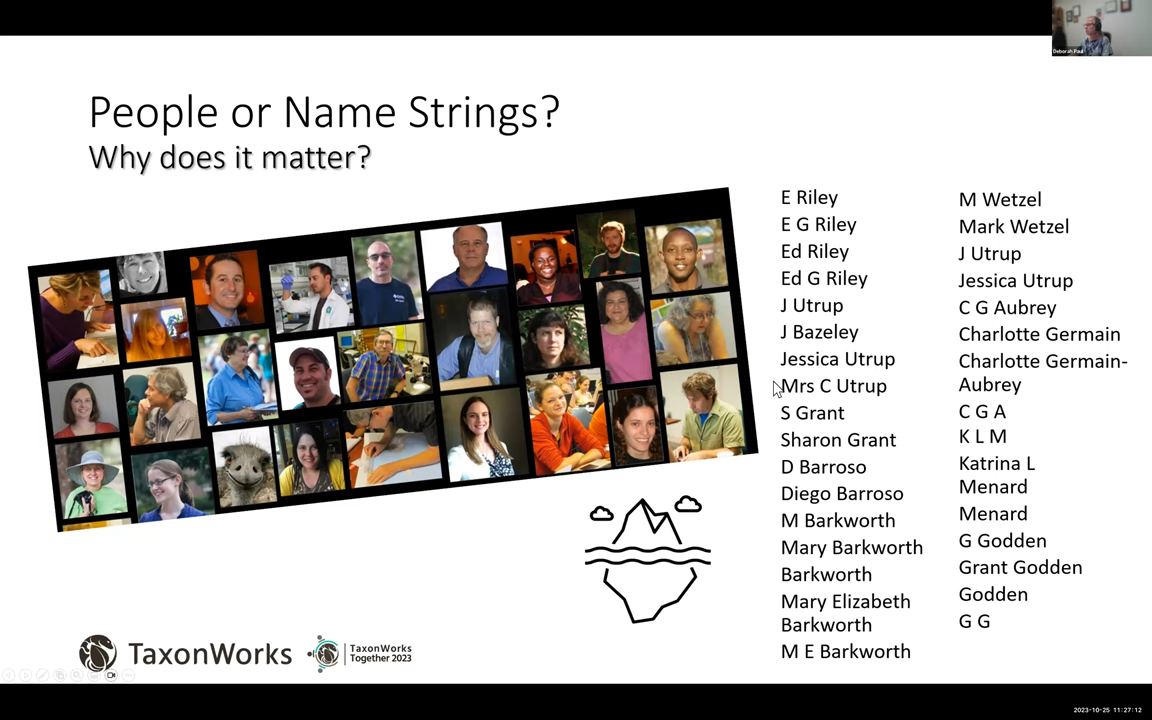 Deborah Paul
People or Name Strings?
Why does it matter?
E Riley
E G Riley
Ed Riley
Ed G Riley
J Utrup
J Bazeley
Jessica Utrup
Mrs C Utrup
S Grant
Sharon Grant
D Barroso
Diego Barroso
M Barkworth
Mary Barkworth
Barkworth
Mary Elizabeth
Barkworth
M E Barkworth
M Wetzel
Mark Wetzel
J Utrup
Jessica Utrup
C G Aubrey
Charlotte Germain
Charlotte Germain-
Aubrey
C G A
K L M
Katrina L
Menard
Menard
G Godden
Grant Godden
Godden
G G
TaxonWorks
TaxonWorks
Together 2023
2023-10-25 11:27:12